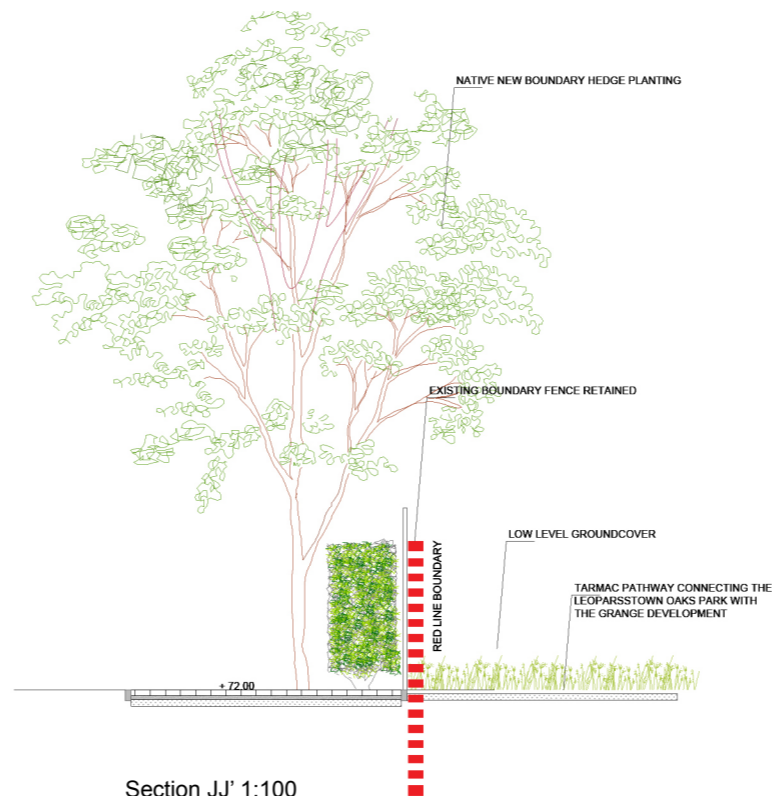 NATIVE NEW BOUNDARY HEDGE PLANTING
EXISTING BOUNDARY FENCE RETAINED
RED LINE BOUNDARY
LOW LEVEL GROUNDCOVER
TARMAC PATHWAY CONNECTING THE
LEOPARSSTOWN OAKS PARK WITH
THE GRANGE DEVELOPMENT
+72.00
Section JJ' 1:100